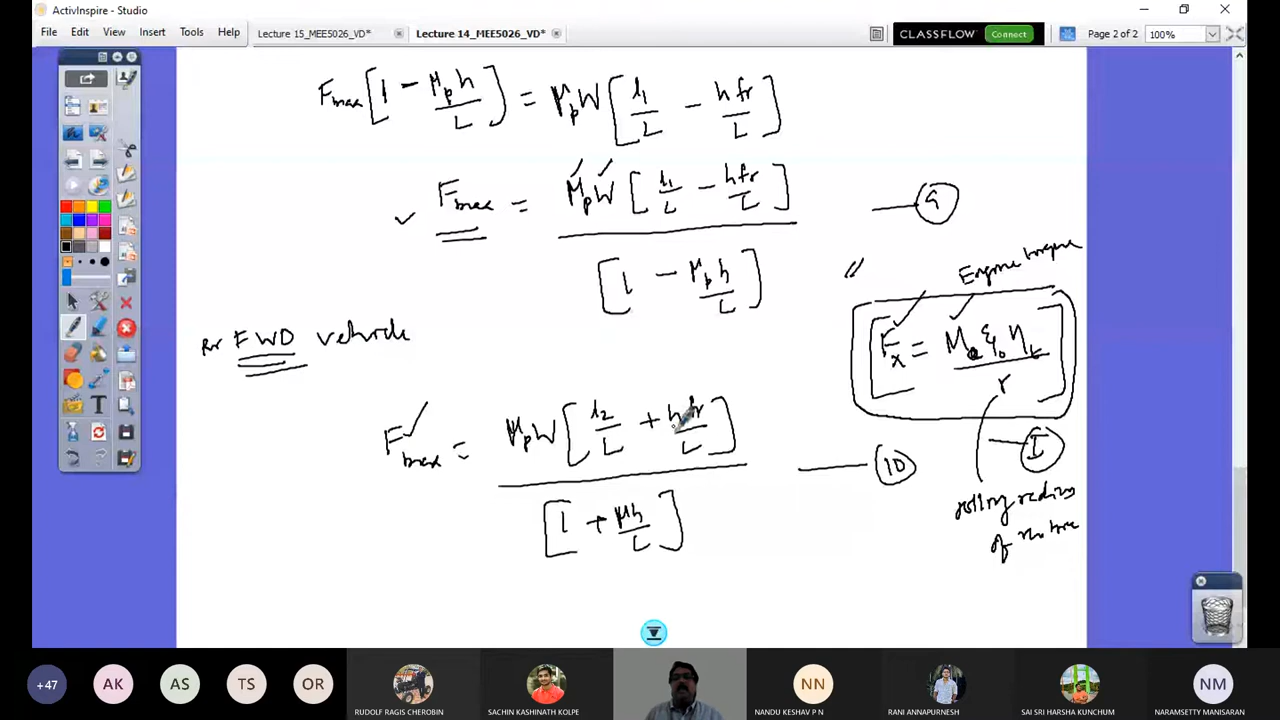 ActivInspire - Studio
File Edit View Insert Tools Help
Lecture 15_MEE5026_VD* Lecture 14_MEE5026_VD*
CLASSFLOW Connect
Page 2 of 2 100%
Fmax [1 - μp h/L] = μp W [l1/L - h fr/L]
Fmax = μp W [l1/L - h fr/L] / [1 - μp h/L] — 9
Engine torque
For FWD vehicle
Fx = Me ξo ηt / r — I
Fmax = μp W [l2/L + h fr/L] / [1 + μh/L] — 10
rolling radius
of the tire
+47 AK AS TS OR NN NM
RUDOLF RAGIS CHEROBIN SACHIN KASHINATH KOLPE NANDU KESHAV P N RANI ANNAPURNESH SAI SRI HARSHA KUNCHUM NARAMSETTY MANISARAN